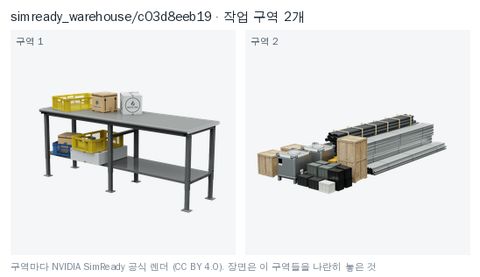 simready_warehouse/c03d8eeb19 · 작업 구역 2개
구역 1
구역 2
구역마다 NVIDIA SimReady 공식 렌더 (CC BY 4.0). 장면은 이 구역들을 나란히 놓은 것